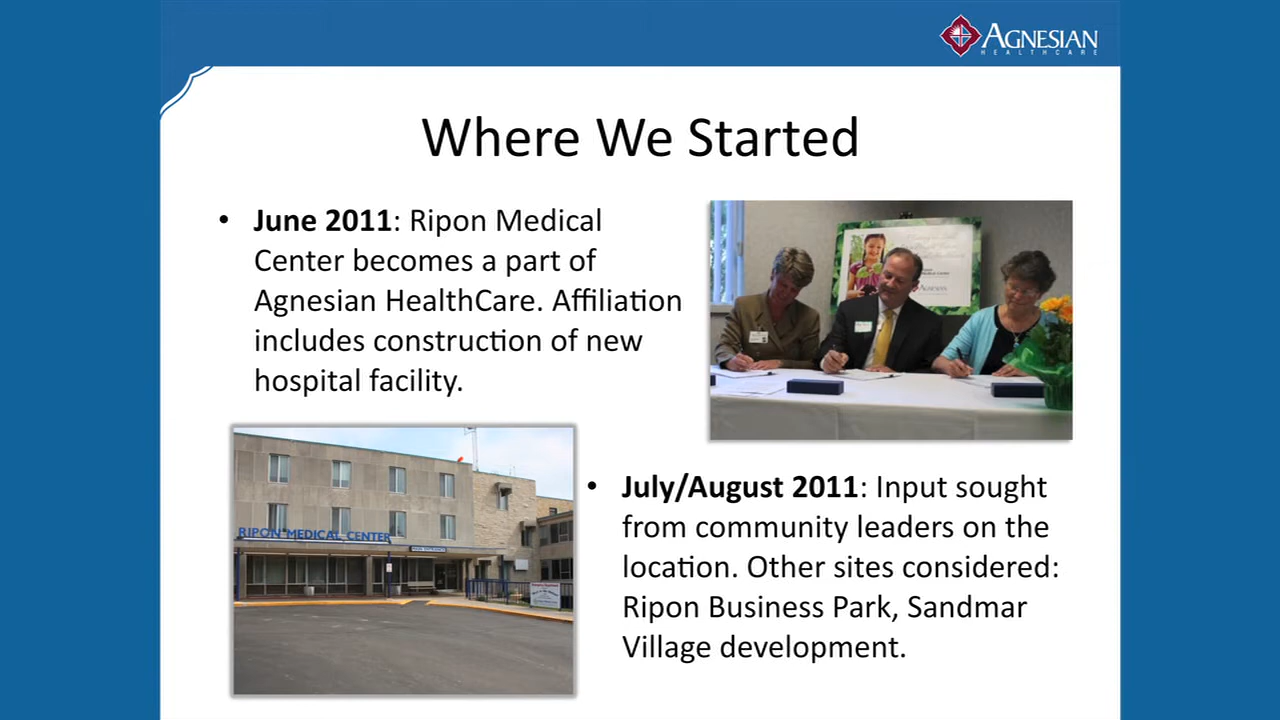 AGNESIAN
HEALTHCARE
Where We Started
• June 2011: Ripon Medical
Center becomes a part of
Agnesian HealthCare. Affiliation
includes construction of new
hospital facility.
AGNESIAN
RIPON MEDICAL CENTER
• July/August 2011: Input sought
from community leaders on the
location. Other sites considered:
Ripon Business Park, Sandmar
Village development.